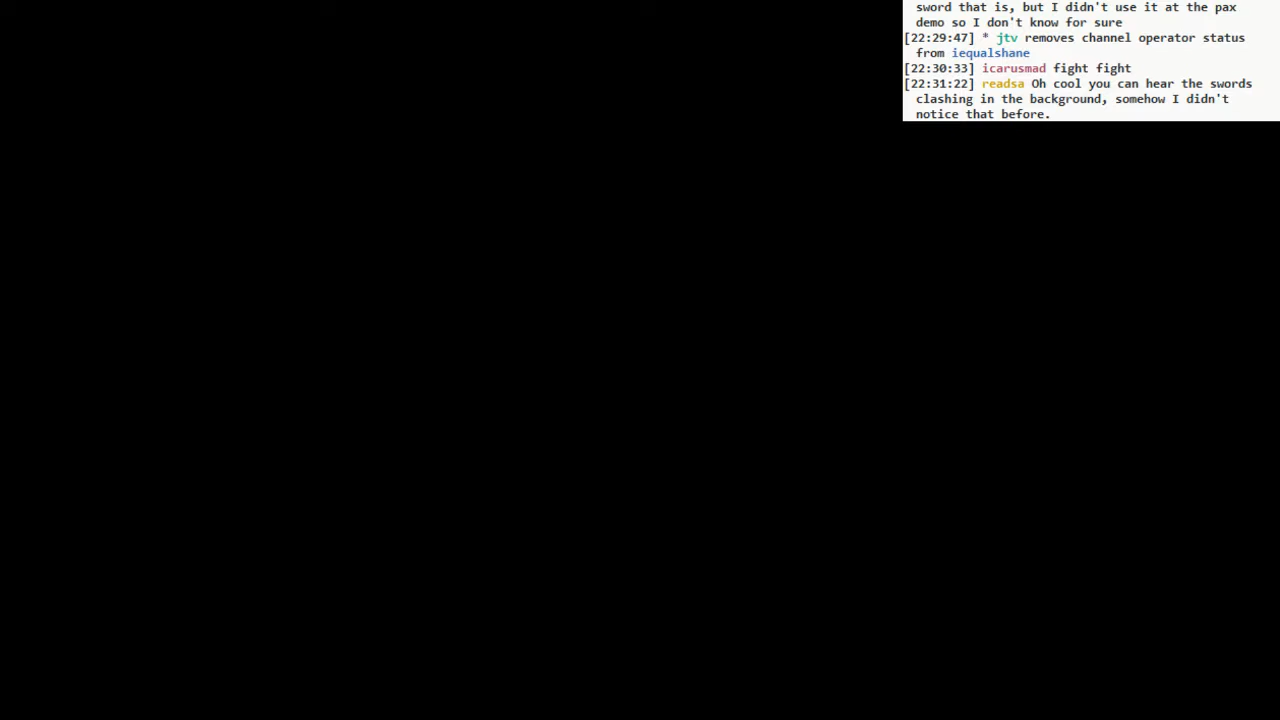 sword that is, but I didn't use it at the pax
demo so I don't know for sure
[22:29:47] * jtv removes channel operator status
from iequalshane
[22:30:33] icarusmad fight fight
[22:31:22] readsa Oh cool you can hear the swords
clashing in the background, somehow I didn't
notice that before.